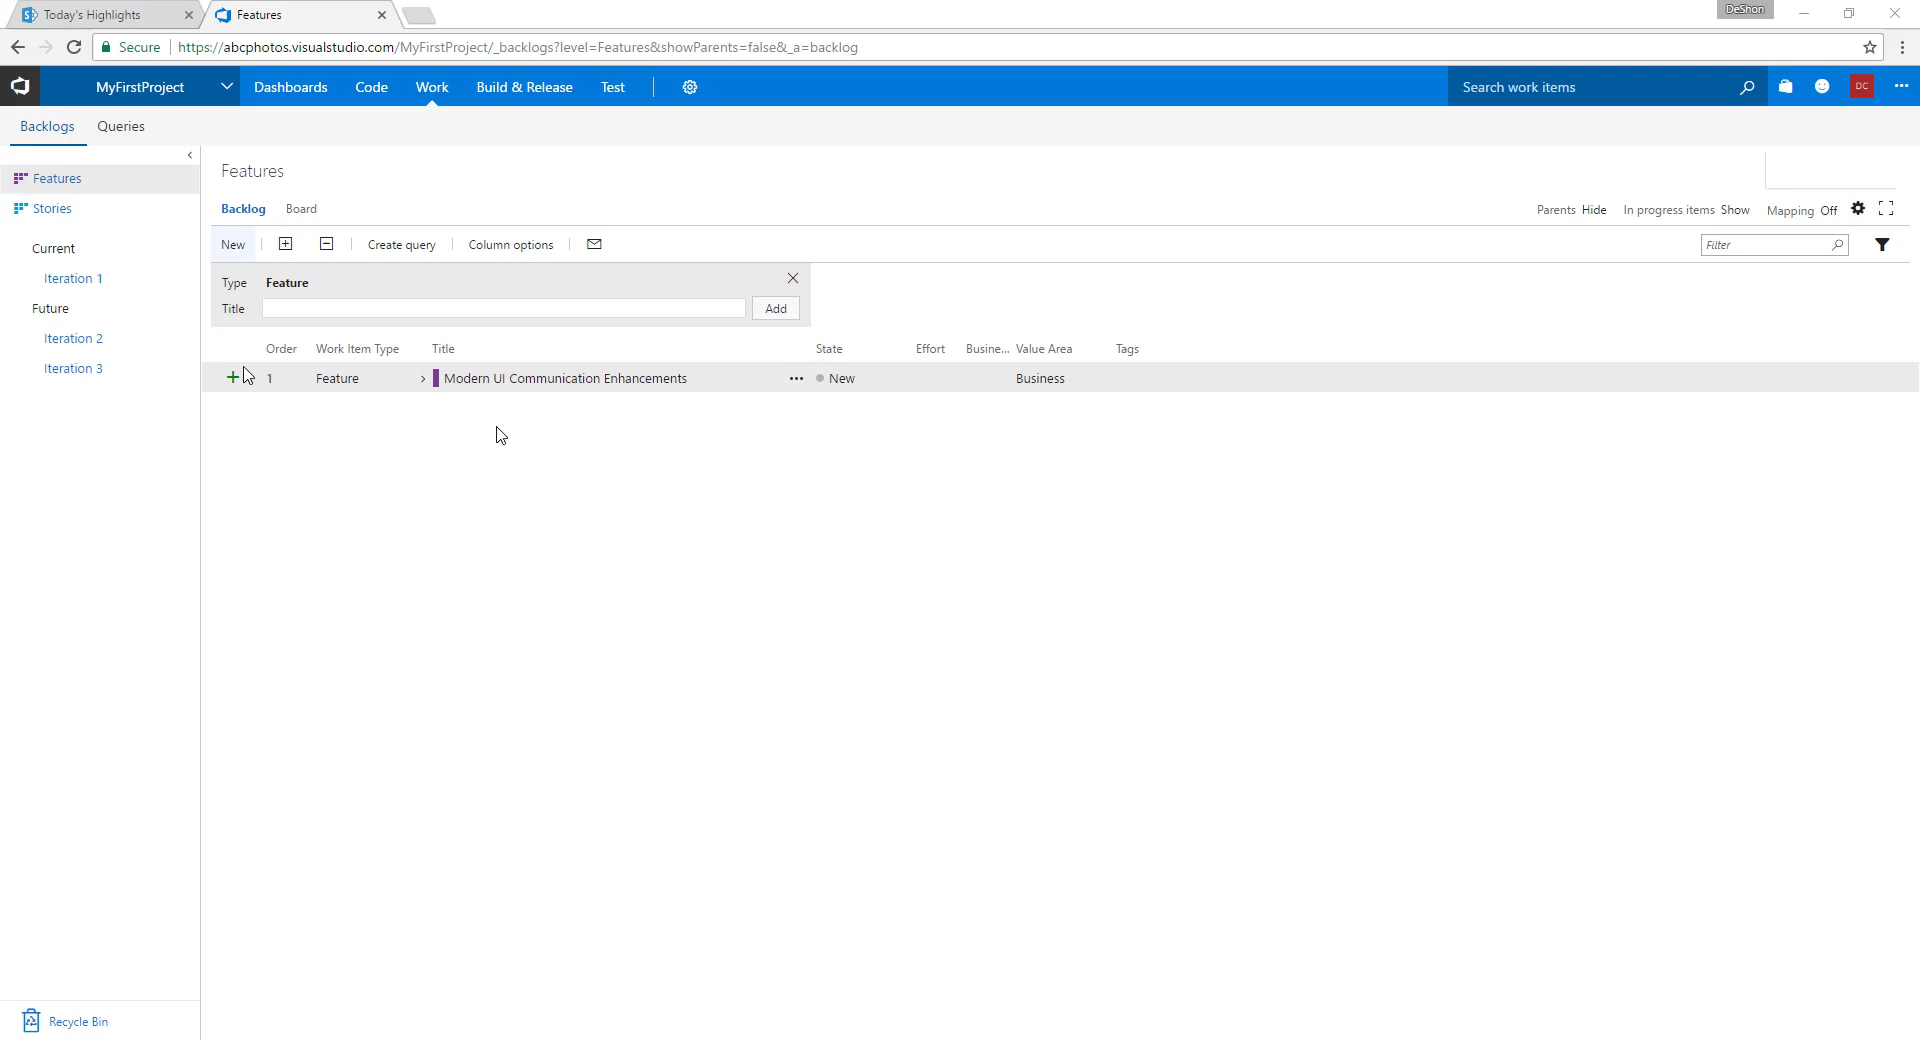 Today's Highlights
Features
DeShon
Secure https://abcphotos.visualstudio.com/MyFirstProject/_backlogs?level=Features&showParents=false&_a=backlog
MyFirstProject Dashboards Code Work Build & Release Test Search work items DC
Backlogs Queries
Features
Stories
Current
Iteration 1
Future
Iteration 2
Iteration 3
Recycle Bin
Features
Backlog Board Parents Hide In progress items Show Mapping Off
New Create query Column options Filter
Type Feature
Title Add
Order Work Item Type Title State Effort Busine... Value Area Tags
1 Feature Modern UI Communication Enhancements ... New Business